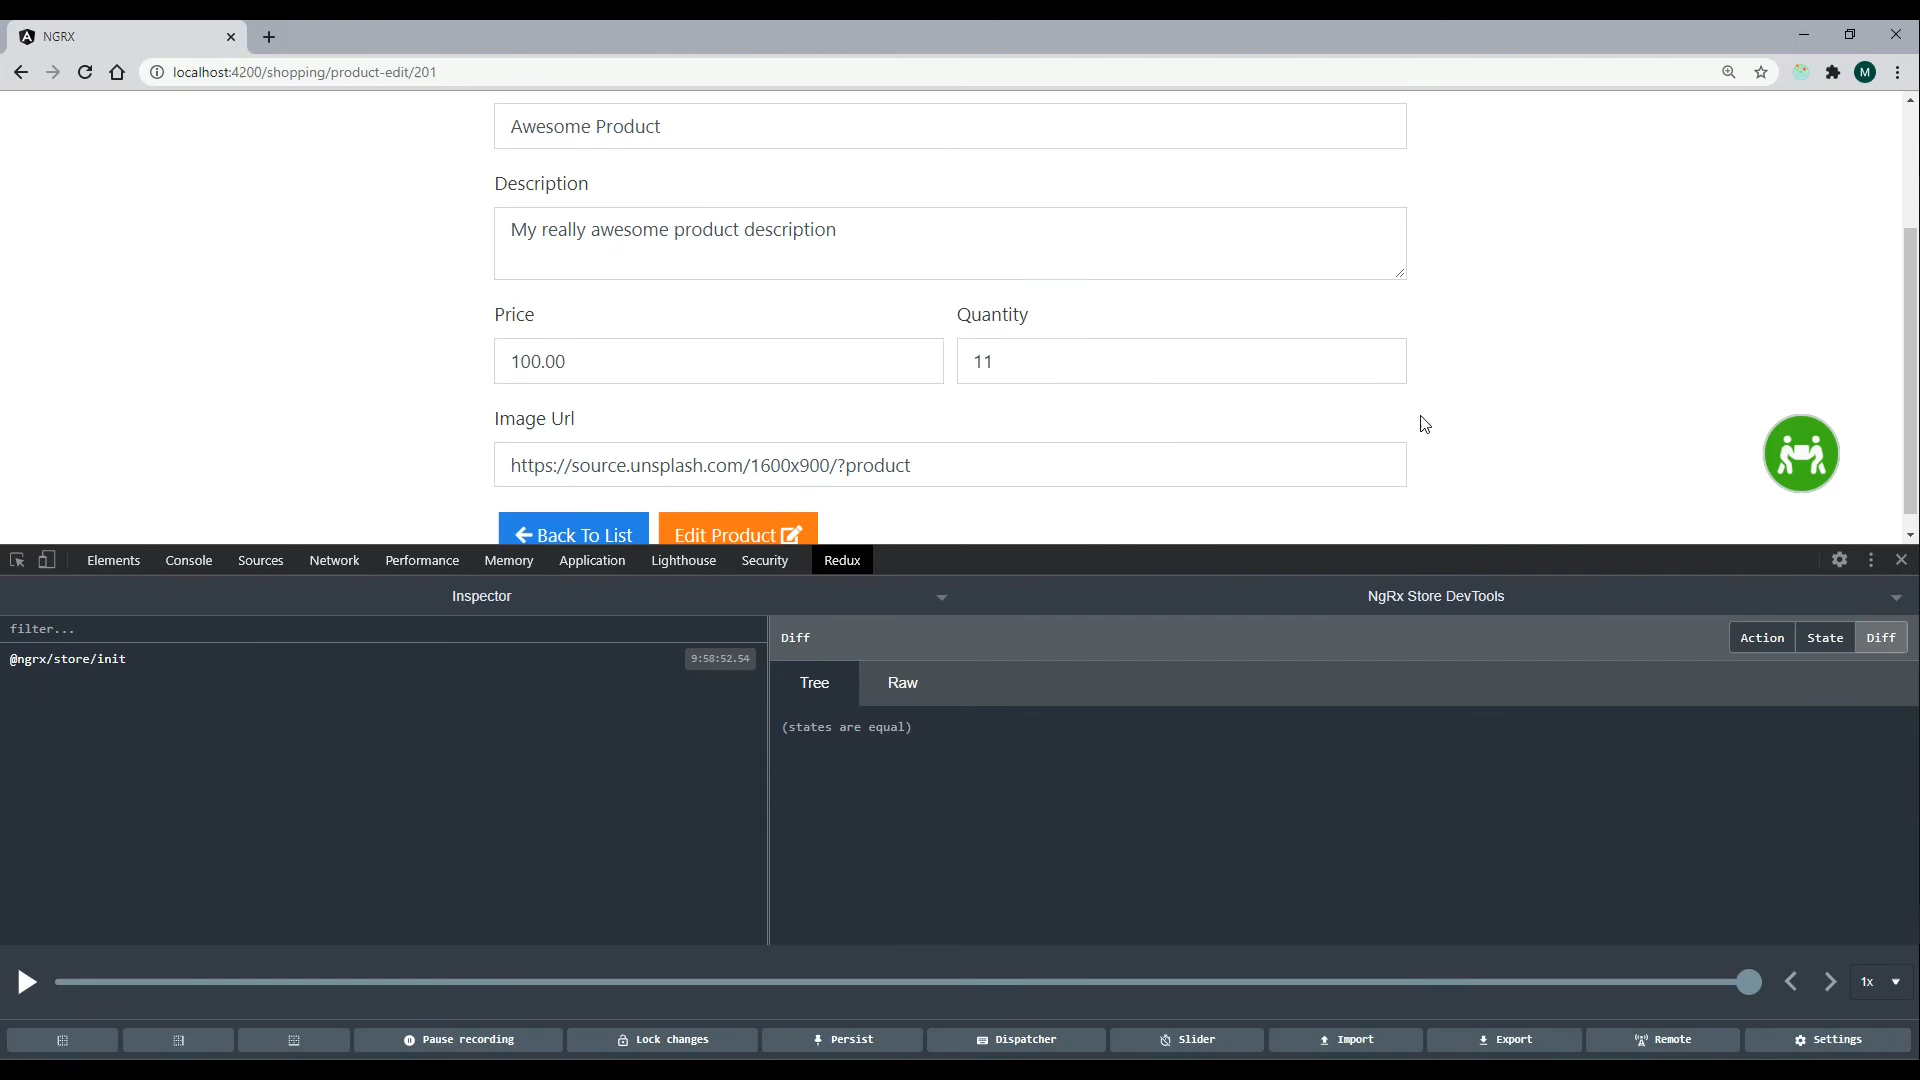 NGRX
localhost:4200/shopping/product-edit/201
M
Awesome Product
Description
My really awesome product description
Price
Quantity
100.00
11
Image Url
https://source.unsplash.com/1600x900/?product
Back To List
Edit Product
Elements Console Sources Network Performance Memory Application Lighthouse Security Redux
Inspector
NgRx Store DevTools
filter...
Diff
Action State Diff
@ngrx/store/init
9:58:52.54
Tree
Raw
(states are equal)
1x
Pause recording Lock changes Persist Dispatcher Slider Import Export Remote Settings